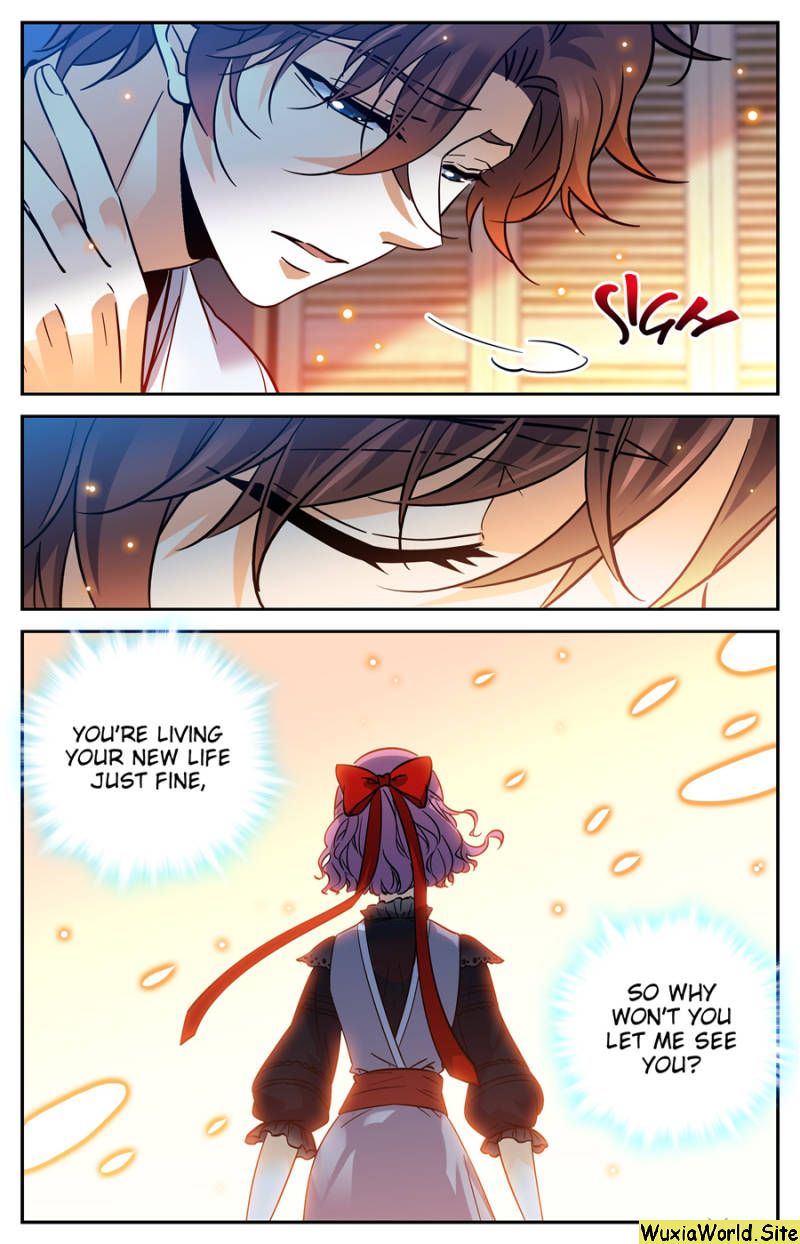 SIGH
YOU'RE LIVING
YOUR NEW LIFE
JUST FINE,
SO WHY
WON'T YOU
LET ME SEE
YOU?
WuxiaWorld.Site